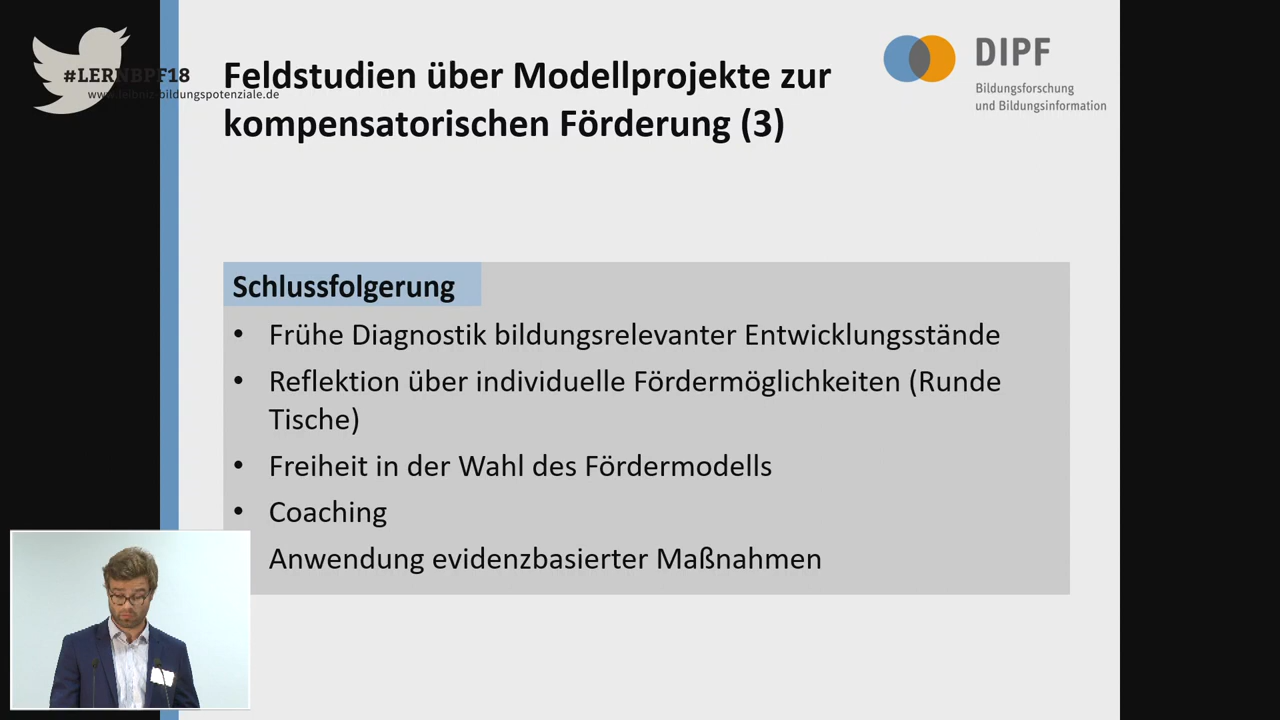 #LERNBPF18
www.leibniz-bildungspotenziale.de
Feldstudien über Modellprojekte zur
kompensatorischen Förderung (3)
DIPF
Bildungsforschung
und Bildungsinformation
Schlussfolgerung
• Frühe Diagnostik bildungsrelevanter Entwicklungsstände
• Reflektion über individuelle Fördermöglichkeiten (Runde
Tische)
• Freiheit in der Wahl des Fördermodells
• Coaching
Anwendung evidenzbasierter Maßnahmen